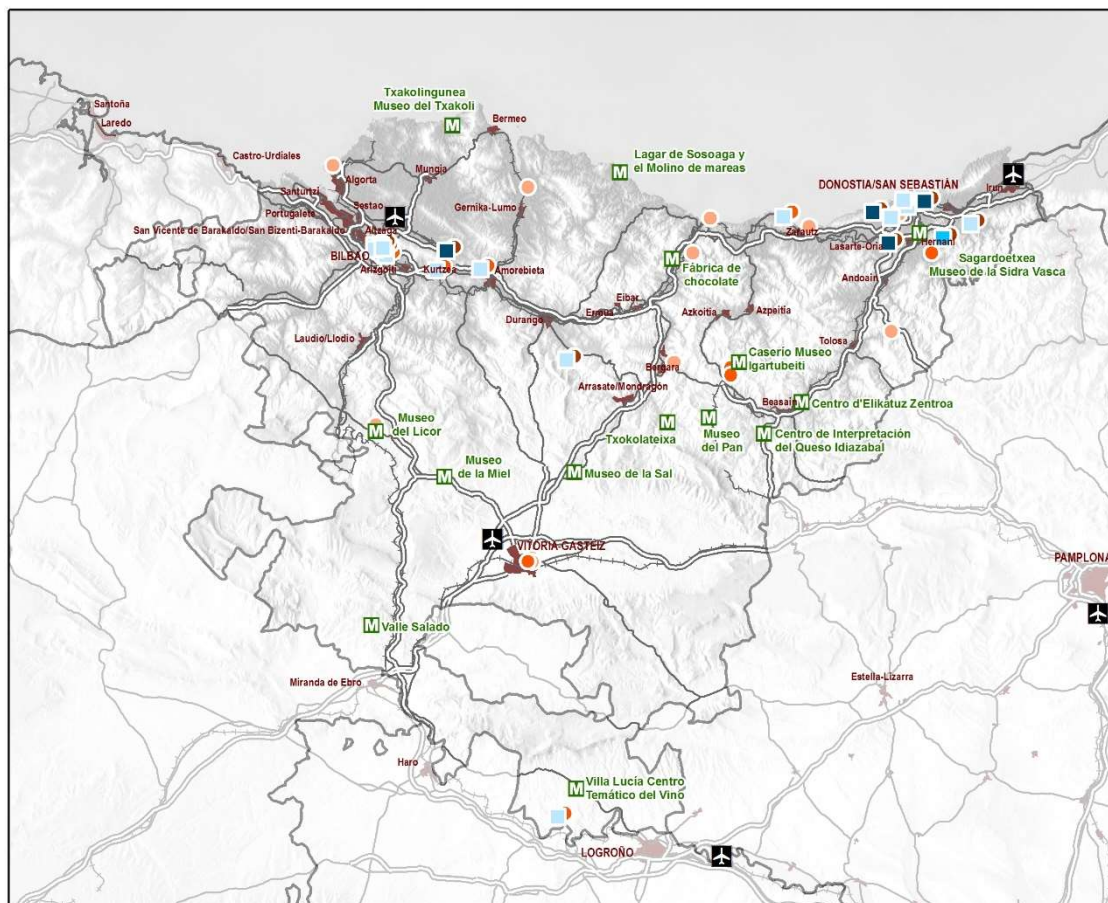 Txakolingunea
Museo del Txakoli
Santoña
Laredo
Bermeo
Castro-Urdiales
Lagar de Sosoaga y
el Molino de mareas
Algorta
Mungia
DONOSTIA/SAN SEBASTIÁN
Irun
Santurtzi
Portugalete
Sestao
Gernika-Lumo
San Vicente de Barakaldo/San Bizenti-Barakaldo
Zarautz
Lasarte-Oria
Hernani
BILBAO
Arizgoiti
Kurtzea
Amorebieta
Fábrica de
chocolate
Sagardoetxea
Museo de la Sidra Vasca
Andoain
Eibar
Ermua
Durango
Azkoitia
Azpeitia
Laudio/Llodio
Tolosa
Bergara
Caserio Museo
Igartubeiti
Arrasate/Mondragón
Beasain
Centro d'Elikatuz Zentroa
Museo
del Licor
Txokolateixa
Museo
del Pan
Centro de Interpretación
del Queso Idiazabal
Museo
de la Miel
Museo de la Sal
VITORIA-GASTEIZ
PAMPLONA
Valle Salado
Miranda de Ebro
Estella-Lizarra
Haro
Villa Lucía Centro
Temático del Vino
LOGROÑO
M
M
M
M
M
M
M
M
M
M
M
M
M
M